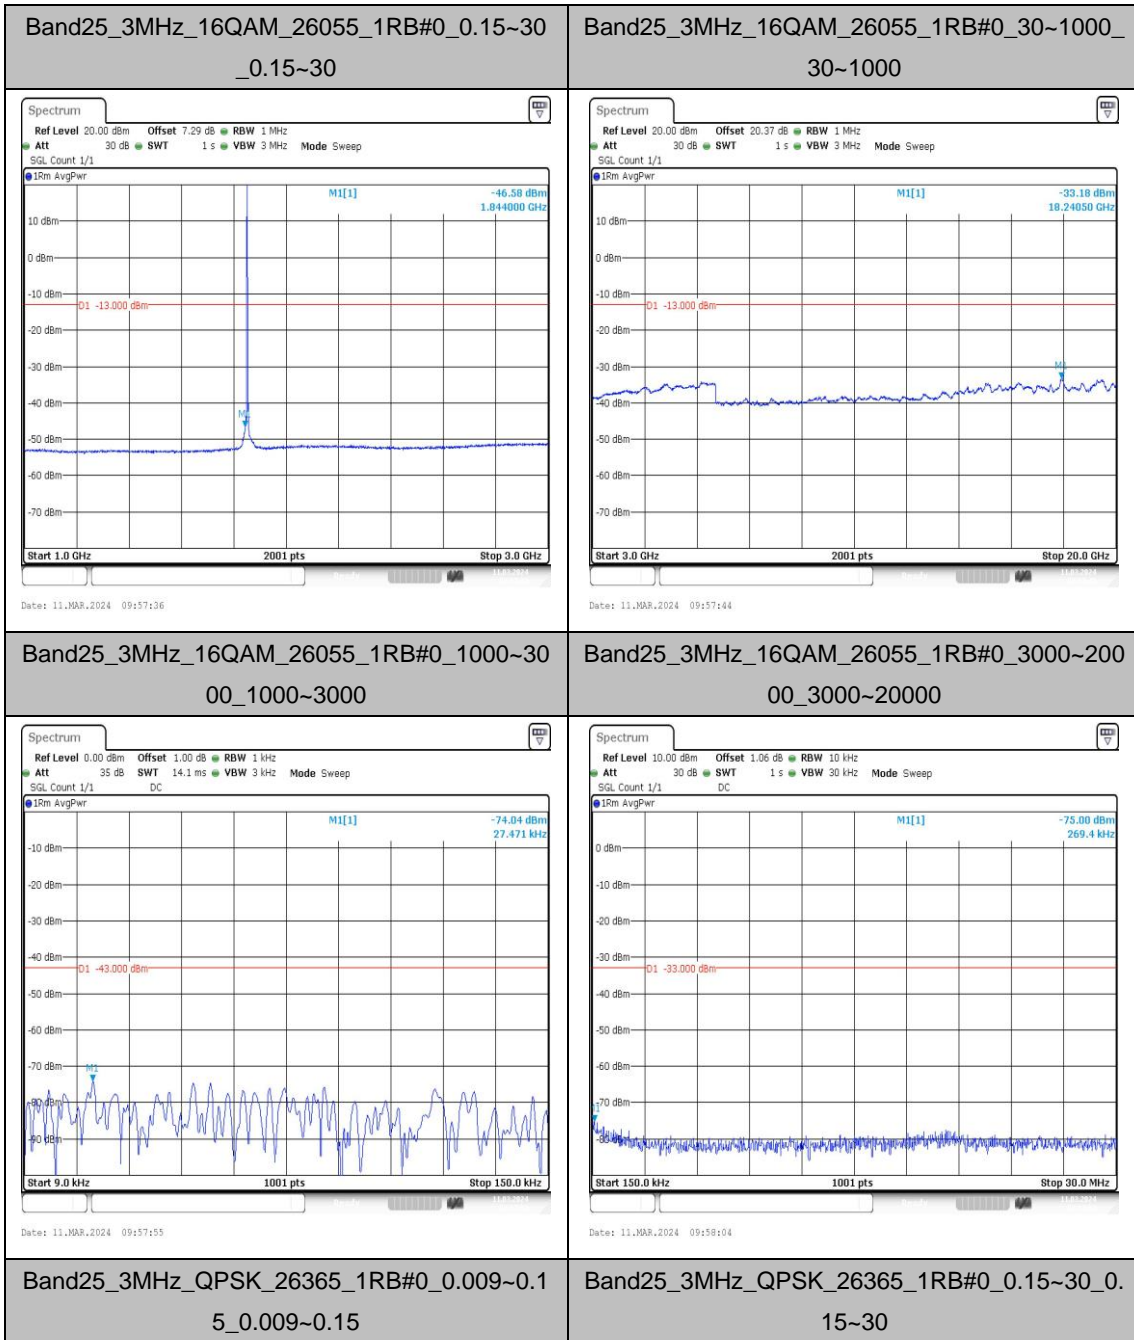 Band25_3MHz_16QAM_26055_1RB#0_0.15~30
_0.15~30
Band25_3MHz_16QAM_26055_1RB#0_30~1000_
30~1000
Spectrum
Ref Level 20.00 dBm Offset 7.29 dB RBW 1 MHz
Att 30 dB SWT 1 s VBW 3 MHz Mode Sweep
SGL Count 1/1
1Rm AvgPwr
M1[1] -46.58 dBm
1.844000 GHz
10 dBm
0 dBm
-10 dBm
D1 -13.000 dBm
-20 dBm
-30 dBm
-40 dBm
-50 dBm
-60 dBm
-70 dBm
Start 1.0 GHz 2001 pts Stop 3.0 GHz
Date: 11.MAR.2024 09:57:36
Spectrum
Ref Level 20.00 dBm Offset 20.37 dB RBW 1 MHz
Att 30 dB SWT 1 s VBW 3 MHz Mode Sweep
SGL Count 1/1
1Rm AvgPwr
M1[1] -33.18 dBm
18.24050 GHz
10 dBm
0 dBm
-10 dBm
D1 -13.000 dBm
-20 dBm
-30 dBm
M1
-40 dBm
-50 dBm
-60 dBm
-70 dBm
Start 3.0 GHz 2001 pts Stop 20.0 GHz
Date: 11.MAR.2024 09:57:44
Band25_3MHz_16QAM_26055_1RB#0_1000~30
00_1000~3000
Band25_3MHz_16QAM_26055_1RB#0_3000~200
00_3000~20000
Spectrum
Ref Level 0.00 dBm Offset 1.00 dB RBW 1 kHz
Att 35 dB SWT 14.1 ms VBW 3 kHz Mode Sweep
SGL Count 1/1 DC
1Rm AvgPwr
M1[1] -74.04 dBm
27.471 kHz
-10 dBm
-20 dBm
-30 dBm
-40 dBm
D1 -43.000 dBm
-50 dBm
-60 dBm
-70 dBm
M1
-80 dBm
-90 dBm
Start 9.0 kHz 1001 pts Stop 150.0 kHz
Date: 11.MAR.2024 09:57:55
Spectrum
Ref Level 10.00 dBm Offset 1.06 dB RBW 10 kHz
Att 30 dB SWT 1 s VBW 30 kHz Mode Sweep
SGL Count 1/1 DC
1Rm AvgPwr
M1[1] -75.00 dBm
269.4 kHz
0 dBm
-10 dBm
-20 dBm
-30 dBm
D1 -33.000 dBm
-40 dBm
-50 dBm
-60 dBm
-70 dBm
-80 dBm
Start 150.0 kHz 1001 pts Stop 30.0 MHz
Date: 11.MAR.2024 09:58:04
Band25_3MHz_QPSK_26365_1RB#0_0.009~0.1
5_0.009~0.15
Band25_3MHz_QPSK_26365_1RB#0_0.15~30_0.
15~30